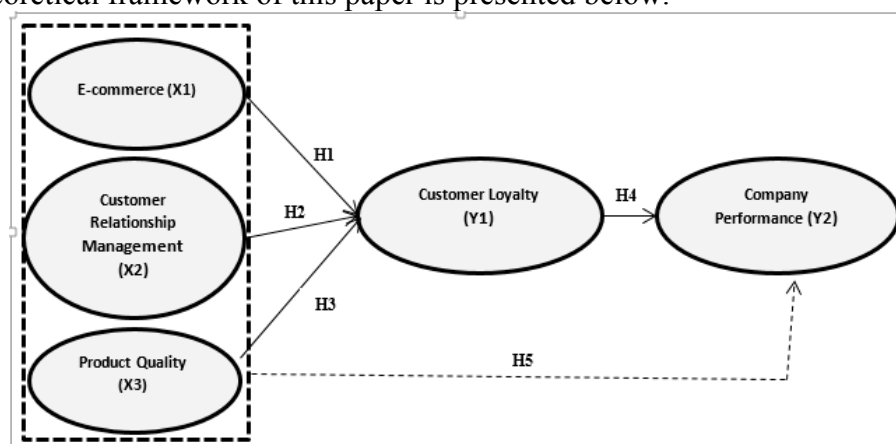 oretical framework of this paper is presented below.
E-commerce (X1)
H1
Customer
Relationship
Management
(X2)
H2
Customer Loyalty
(Y1)
H4
Company
Performance (Y2)
H3
Product Quality
(X3)
H5